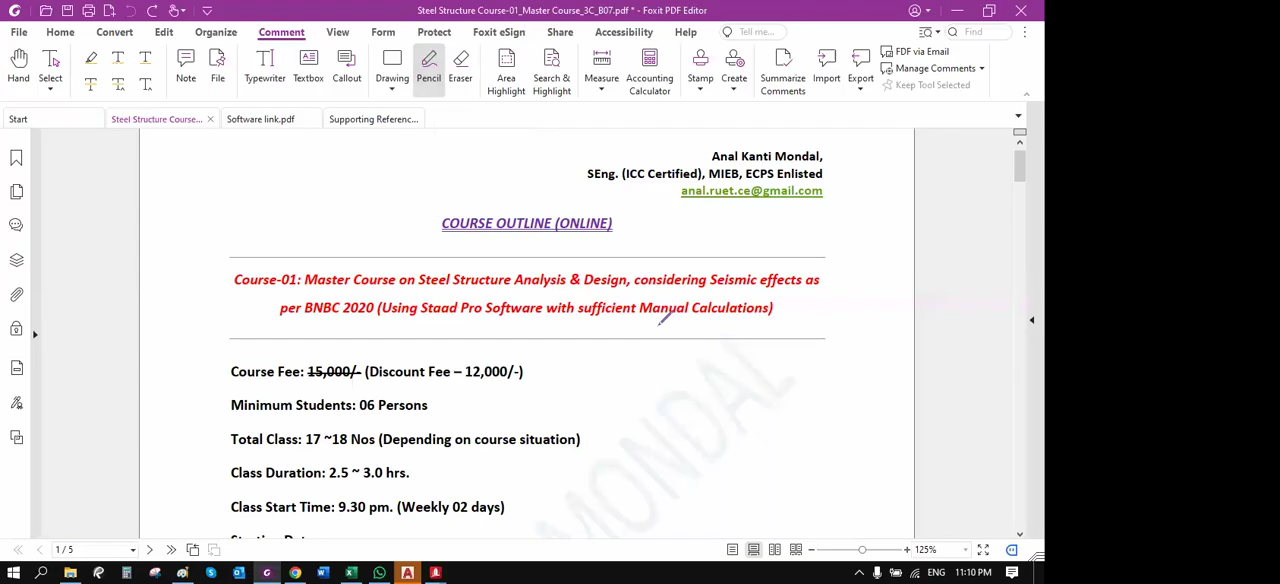 Steel Structure Course-01_Master Course_3C_B07.pdf * - Foxit PDF Editor
File Home Convert Edit Organize Comment View Form Protect Foxit eSign Share Accessibility Help Tell me... Find
Hand Select Note File Typewriter Textbox Callout Drawing Pencil Eraser Area Highlight Search & Highlight Measure Accounting Calculator Stamp Create Summarize Comments Import Export
FDF via Email
Manage Comments
Keep Tool Selected
Start Steel Structure Course... Software link.pdf Supporting Referenc...
Anal Kanti Mondal,
SEng. (ICC Certified), MIEB, ECPS Enlisted
anal.ruet.ce@gmail.com
COURSE OUTLINE (ONLINE)
Course-01: Master Course on Steel Structure Analysis & Design, considering Seismic effects as
per BNBC 2020 (Using Staad Pro Software with sufficient Manual Calculations)
Course Fee: 15,000/- (Discount Fee – 12,000/-)
Minimum Students: 06 Persons
Total Class: 17 ~18 Nos (Depending on course situation)
Class Duration: 2.5 ~ 3.0 hrs.
Class Start Time: 9.30 pm. (Weekly 02 days)
MONDAL
1 / 5 125%
ENG 11:10 PM